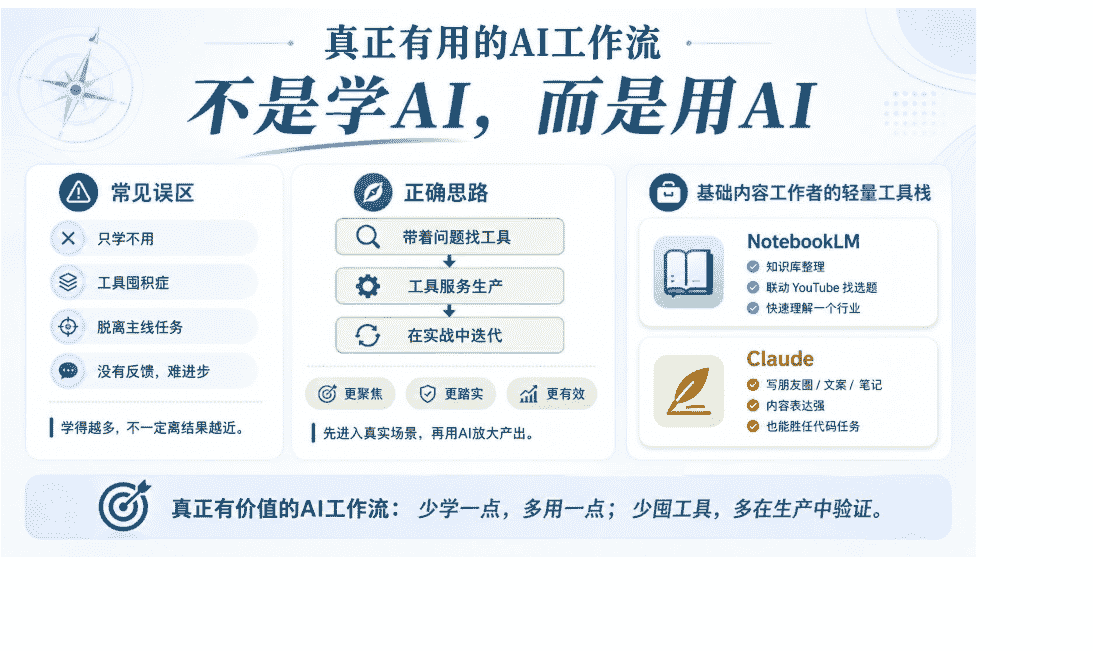 真正有用的AI工作流
不是学AI，而是用AI
常见误区
只学不用
工具囤积症
脱离主线任务
没有反馈，难进步
学得越多，不一定离结果越近。
正确思路
带着问题找工具
工具服务生产
在实战中迭代
更聚焦
更踏实
更有效
先进入真实场景，再用AI放大产出。
基础内容工作者的轻量工具栈
NotebookLM
知识库整理
联动 YouTube 找选题
快速理解一个行业
Claude
写朋友圈 / 文案 / 笔记
内容表达强
也能胜任代码任务
真正有价值的AI工作流： 少学一点，多用一点； 少囤工具，多在生产中验证。